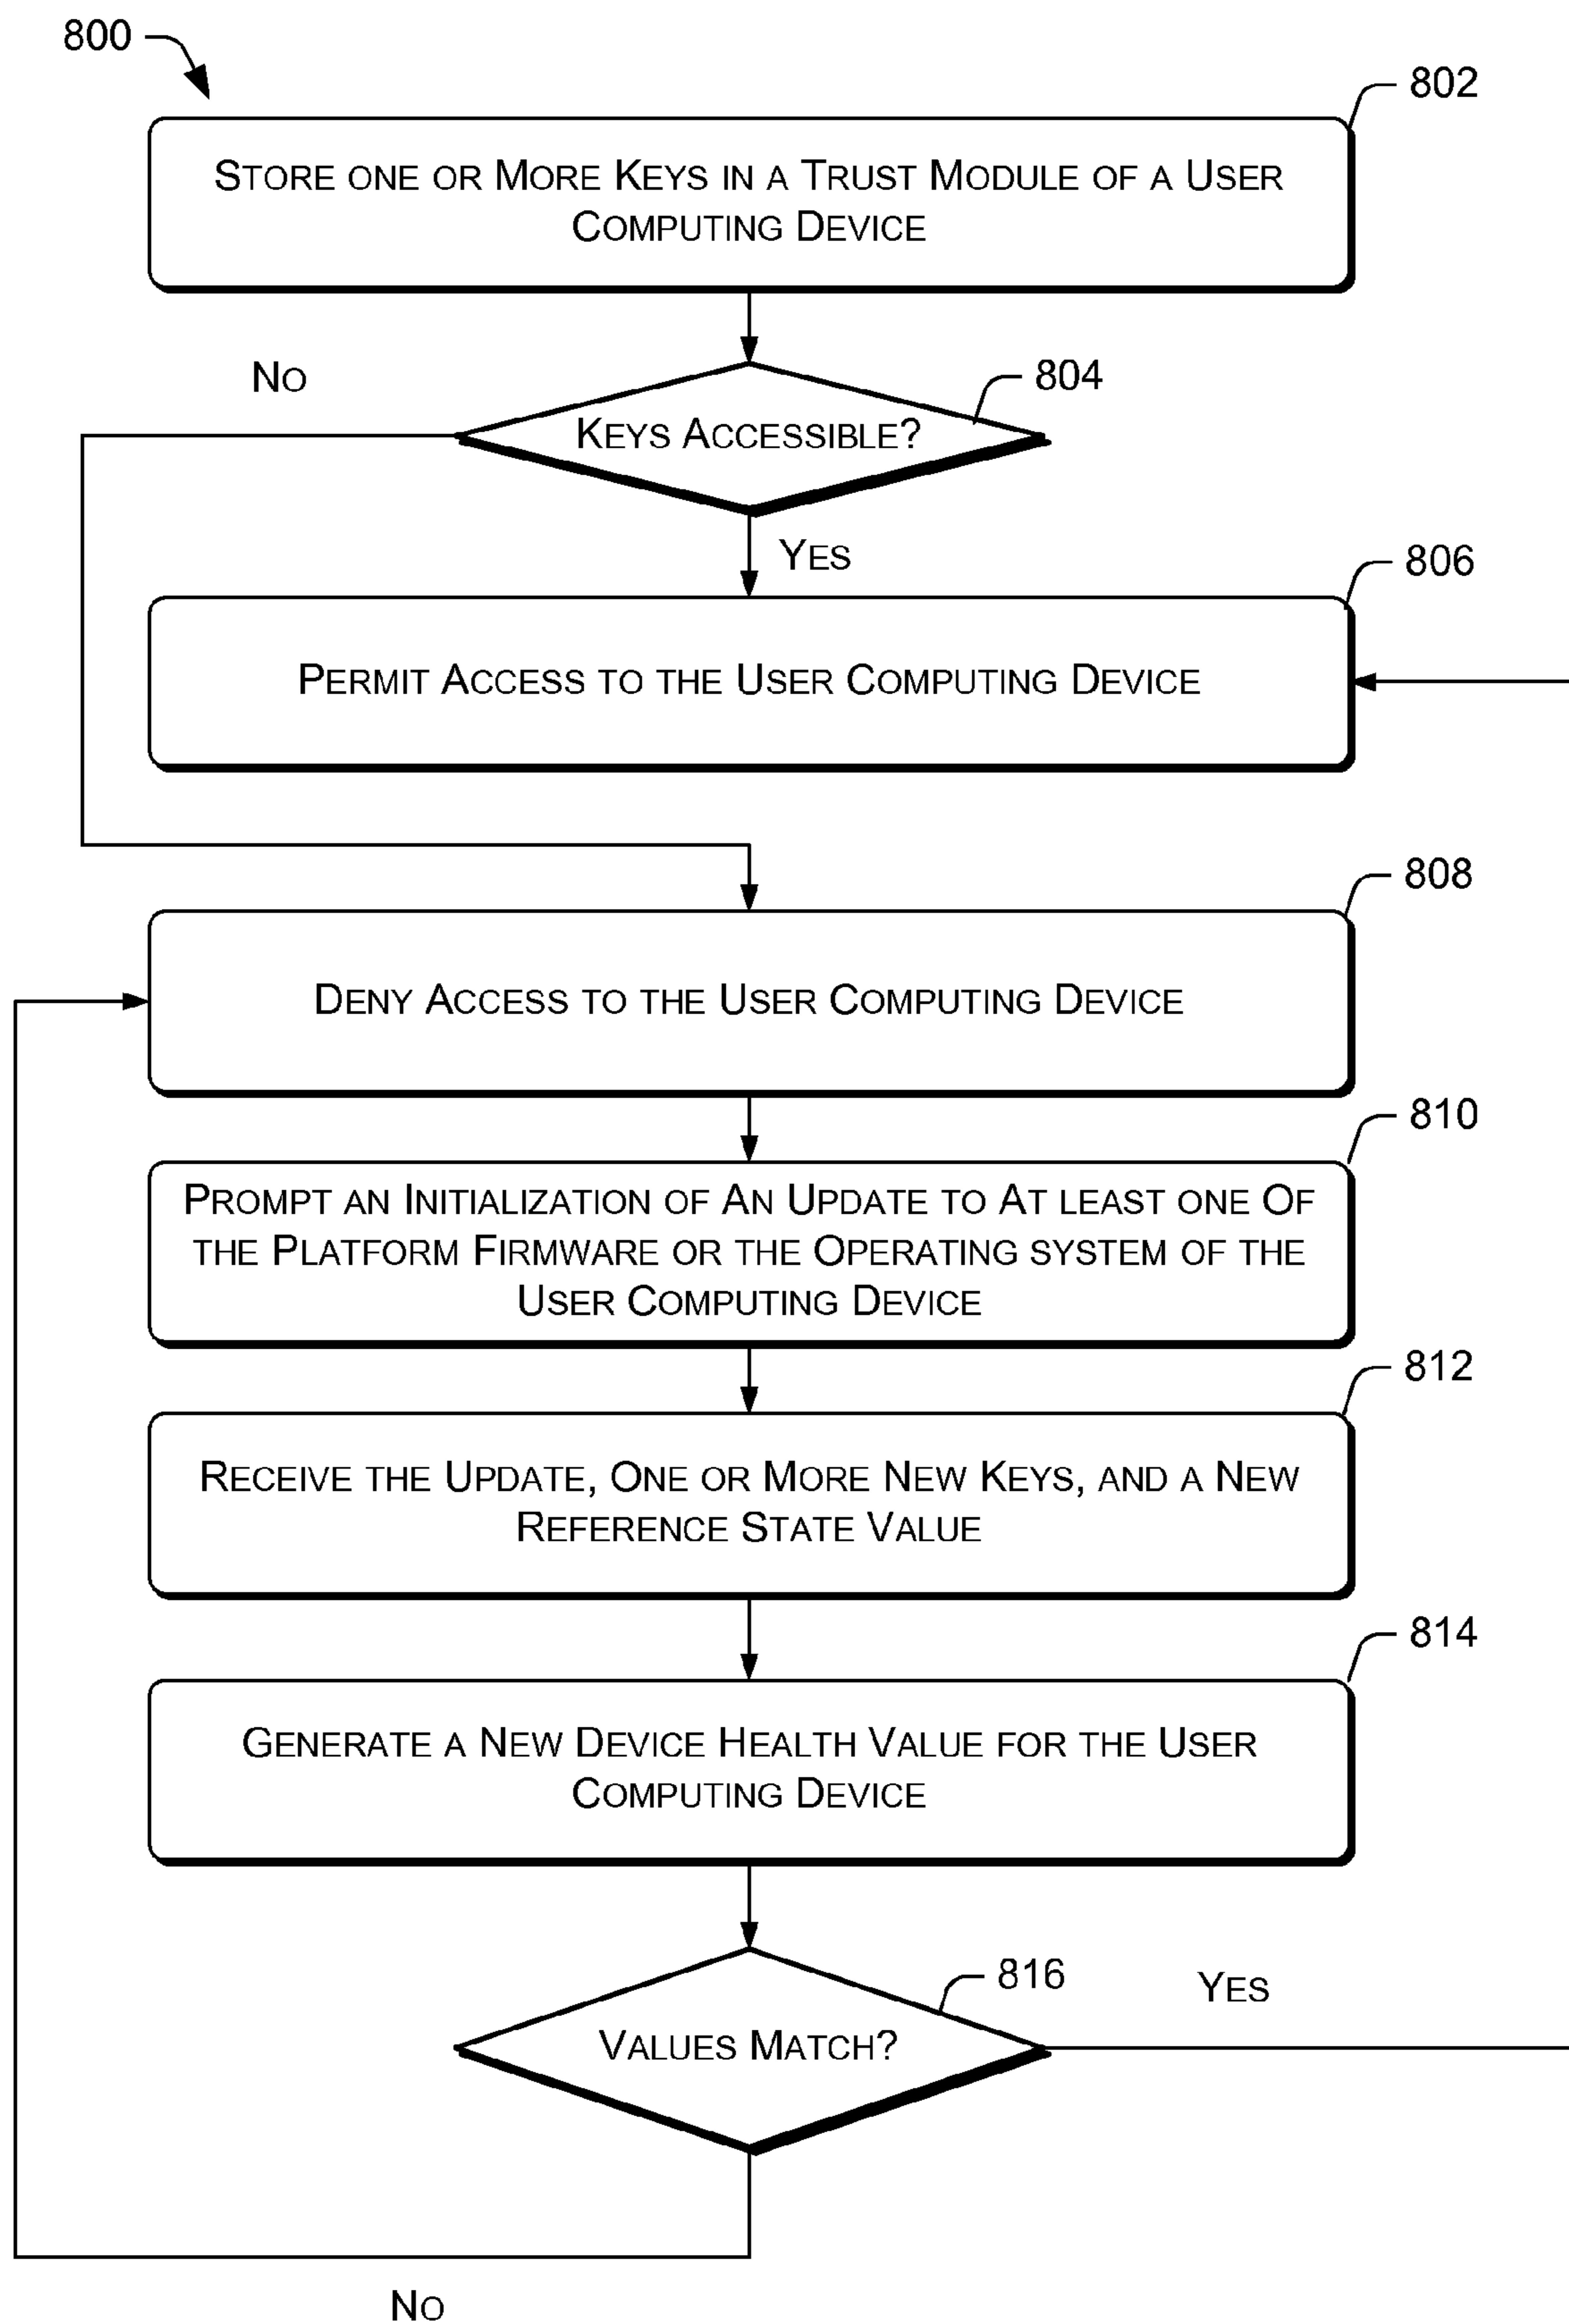 800
802
STORE ONE OR MORE KEYS IN A TRUST MODULE OF A USER
COMPUTING DEVICE
NO
804
KEYS ACCESSIBLE?
YES
806
PERMIT ACCESS TO THE USER COMPUTING DEVICE
808
DENY ACCESS TO THE USER COMPUTING DEVICE
810
PROMPT AN INITIALIZATION OF AN UPDATE TO AT LEAST ONE OF
THE PLATFORM FIRMWARE OR THE OPERATING SYSTEM OF THE
USER COMPUTING DEVICE
812
RECEIVE THE UPDATE, ONE OR MORE NEW KEYS, AND A NEW
REFERENCE STATE VALUE
814
GENERATE A NEW DEVICE HEALTH VALUE FOR THE USER
COMPUTING DEVICE
816
YES
VALUES MATCH?
NO